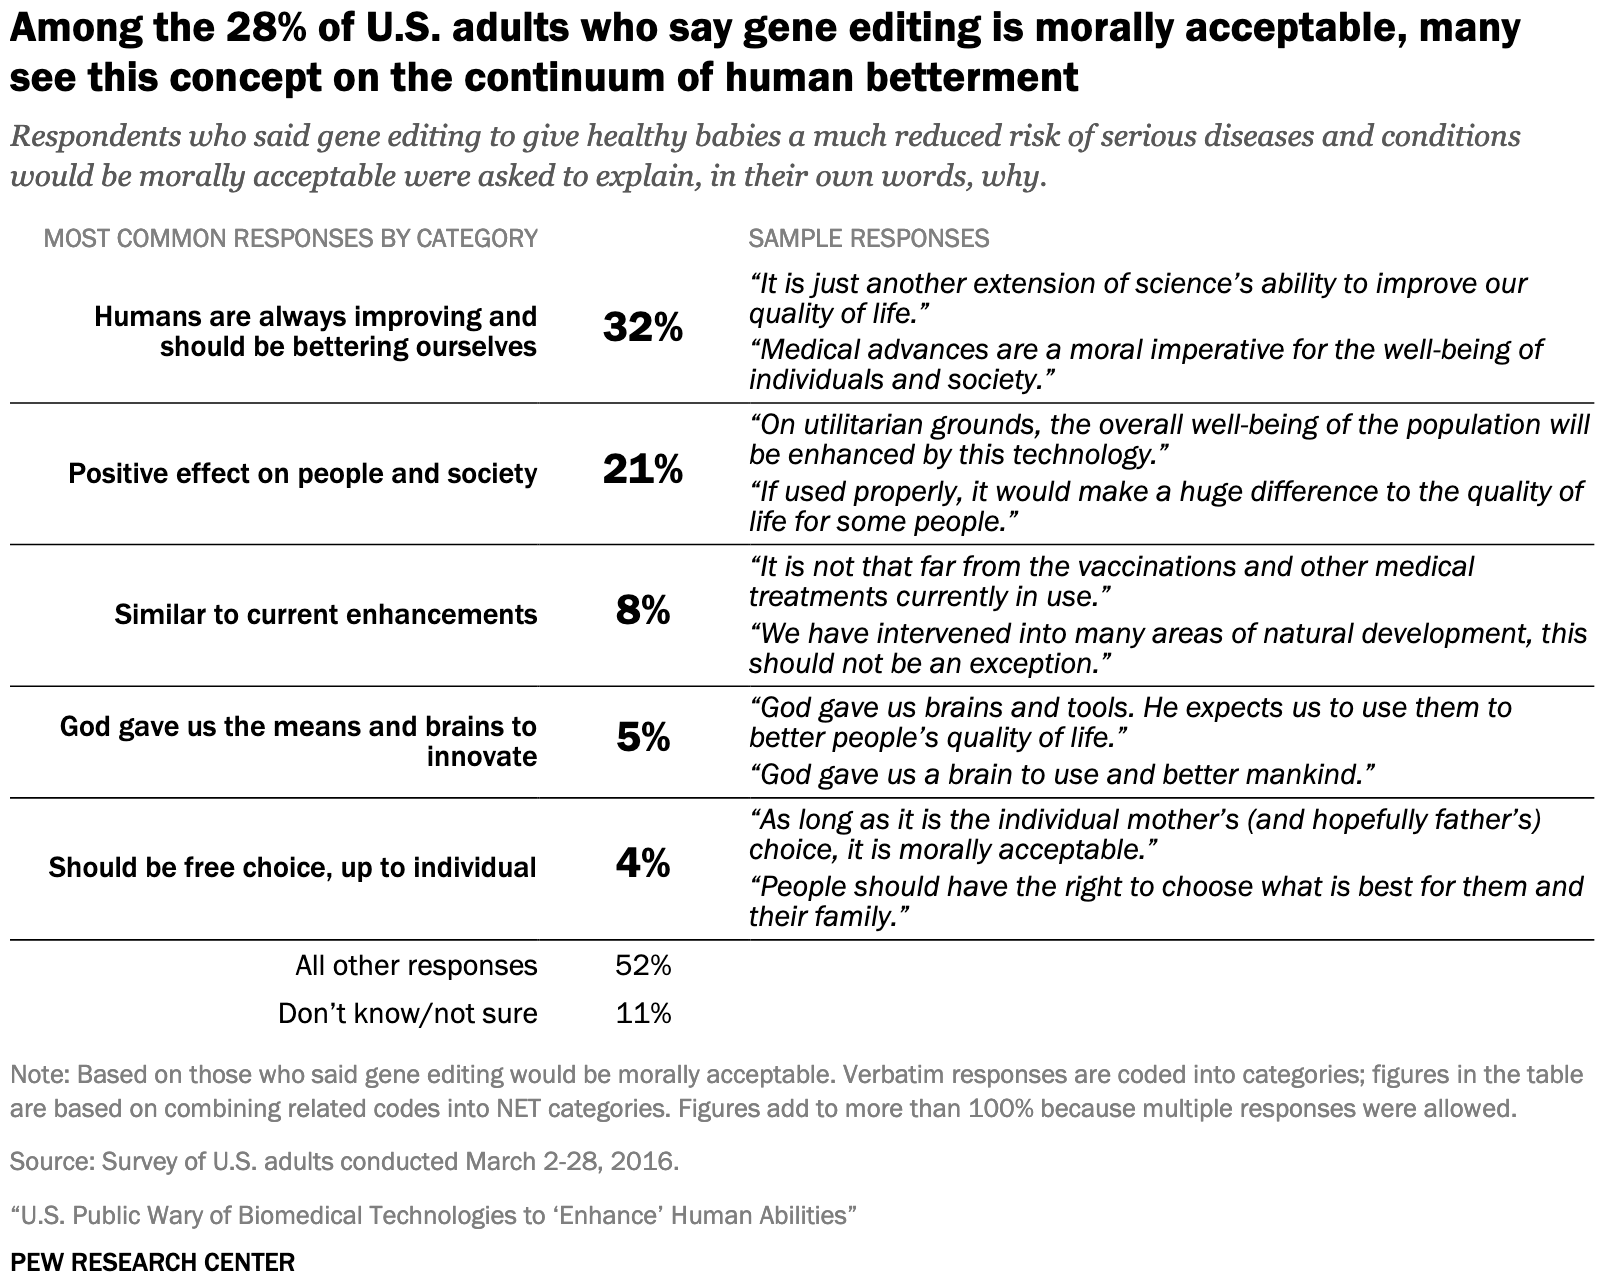 Among the 28% of U.S. adults who say gene editing is morally acceptable, many
see this concept on the continuum of human betterment
Respondents who said gene editing to give healthy babies a much reduced risk of serious diseases and conditions
would be morally acceptable were asked to explain, in their own words, why.
MOST COMMON RESPONSES BY CATEGORY
SAMPLE RESPONSES
Humans are always improving and
should be bettering ourselves
32%
“It is just another extension of science’s ability to improve our
quality of life.”
“Medical advances are a moral imperative for the well-being of
individuals and society.”
Positive effect on people and society
21%
“On utilitarian grounds, the overall well-being of the population will
be enhanced by this technology.”
“If used properly, it would make a huge difference to the quality of
life for some people.”
Similar to current enhancements
8%
“It is not that far from the vaccinations and other medical
treatments currently in use.”
“We have intervened into many areas of natural development, this
should not be an exception.”
God gave us the means and brains to
innovate
5%
“God gave us brains and tools. He expects us to use them to
better people’s quality of life.”
“God gave us a brain to use and better mankind.”
Should be free choice, up to individual
4%
“As long as it is the individual mother’s (and hopefully father’s)
choice, it is morally acceptable.”
“People should have the right to choose what is best for them and
their family.”
All other responses
52%
Don’t know/not sure
11%
Note: Based on those who said gene editing would be morally acceptable. Verbatim responses are coded into categories; figures in the table
are based on combining related codes into NET categories. Figures add to more than 100% because multiple responses were allowed.
Source: Survey of U.S. adults conducted March 2-28, 2016.
“U.S. Public Wary of Biomedical Technologies to ‘Enhance’ Human Abilities”
PEW RESEARCH CENTER